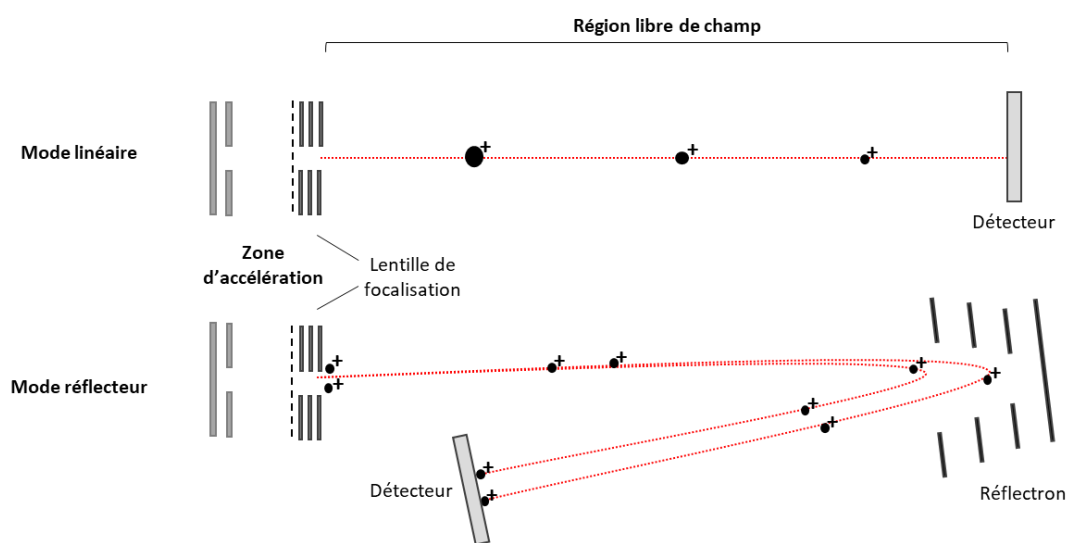 Région libre de champ
Mode linéaire
+
+
+
Détecteur
Zone
d’accélération
Lentille de
focalisation
Mode réflecteur
+
+
+
+
+
+
+
+
+
+
Détecteur
Réflectron